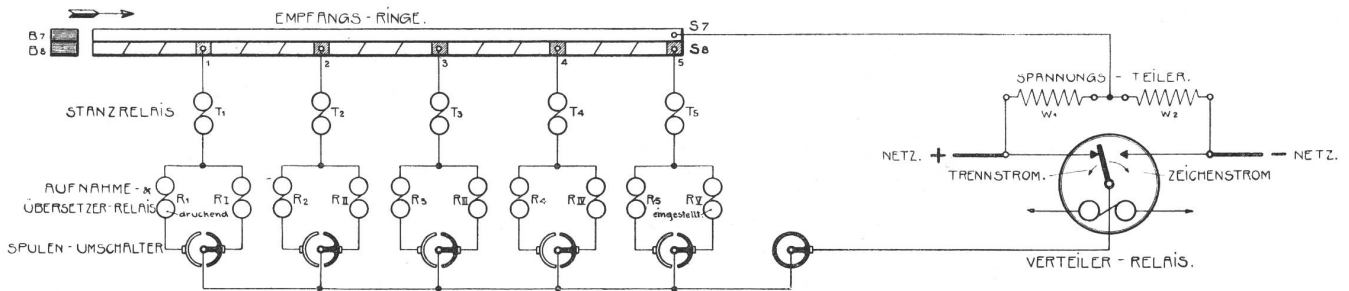 EMPFANGS - RINGE.
B7
B8
S7
S8
1 2 3 4 5
SPANNUNGS - TEILER.
W1 W2
STANZRELAIS T1 T2 T3 T4 T5
NETZ. + − NETZ.
TRENNSTROM. ZEICHENSTROM
AUFNAHME - &
ÜBERSETZER-RELAIS
R1 RI R2 RII R3 RIII R4 RIV R5 RV
druckend
eingestellt.
SPULEN - UMSCHALTER
VERTEILER - RELAIS.